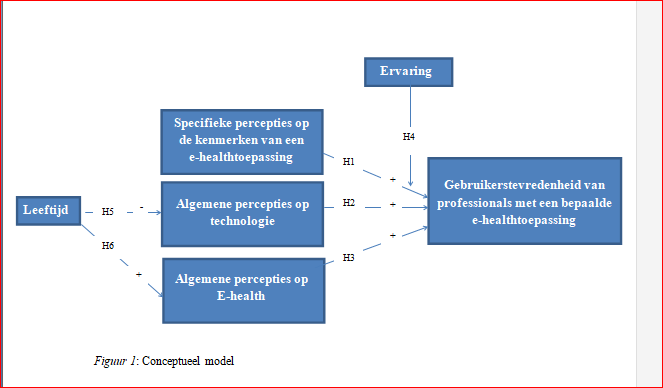 Ervaring
Specifieke percepties op
de kenmerken van een
e-healthtoepassing
H4
H1
+
Gebruikerstevredenheid van
professionals met een bepaalde
e-healthtoepassing
Leeftijd
H5
-
Algemene percepties op
technologie
H2
+
H6
+
Algemene percepties op
E-health
H3
+
Figuur 1: Conceptueel model